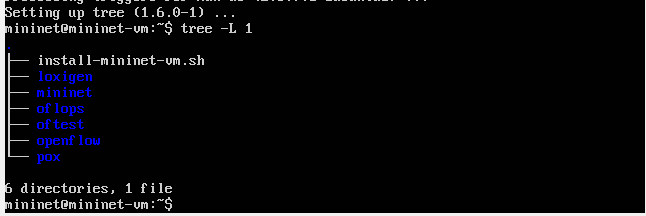 Setting up tree (1.6.0-1) ...
mininet@mininet-vm:~$ tree -L 1
.
├── install-mininet-vm.sh
├── loxigen
├── mininet
├── oflops
├── oftest
├── openflow
└── pox
6 directories, 1 file
mininet@mininet-vm:~$